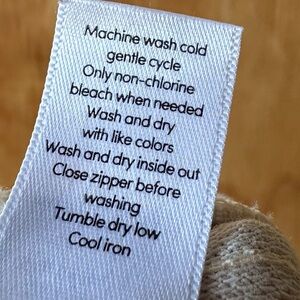 Machine wash cold
gentle cycle
Only non-chlorine
bleach when needed
Wash and dry
with like colors
Wash and dry inside out
Close zipper before
washing
Tumble dry low
Cool iron